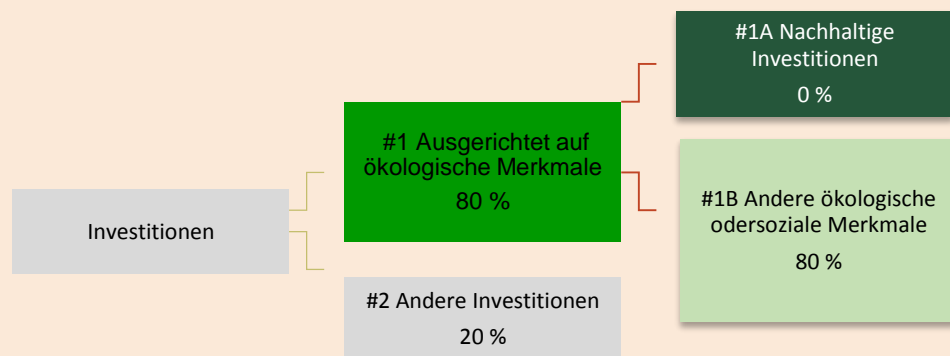 Investitionen
#1 Ausgerichtet auf
ökologische Merkmale
80 %
#2 Andere Investitionen
20 %
#1A Nachhaltige
Investitionen
0 %
#1B Andere ökologische
odersoziale Merkmale
80 %